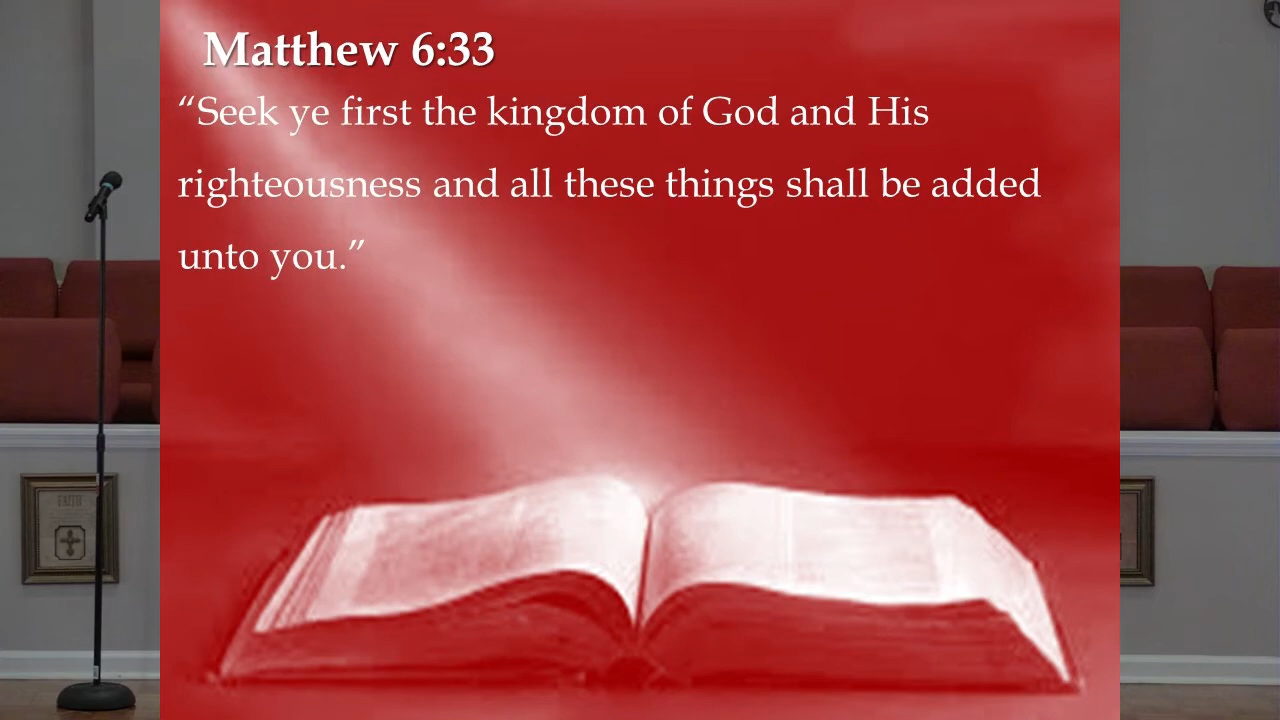 Matthew 6:33
“Seek ye first the kingdom of God and His
righteousness and all these things shall be added
unto you.”
FAITH